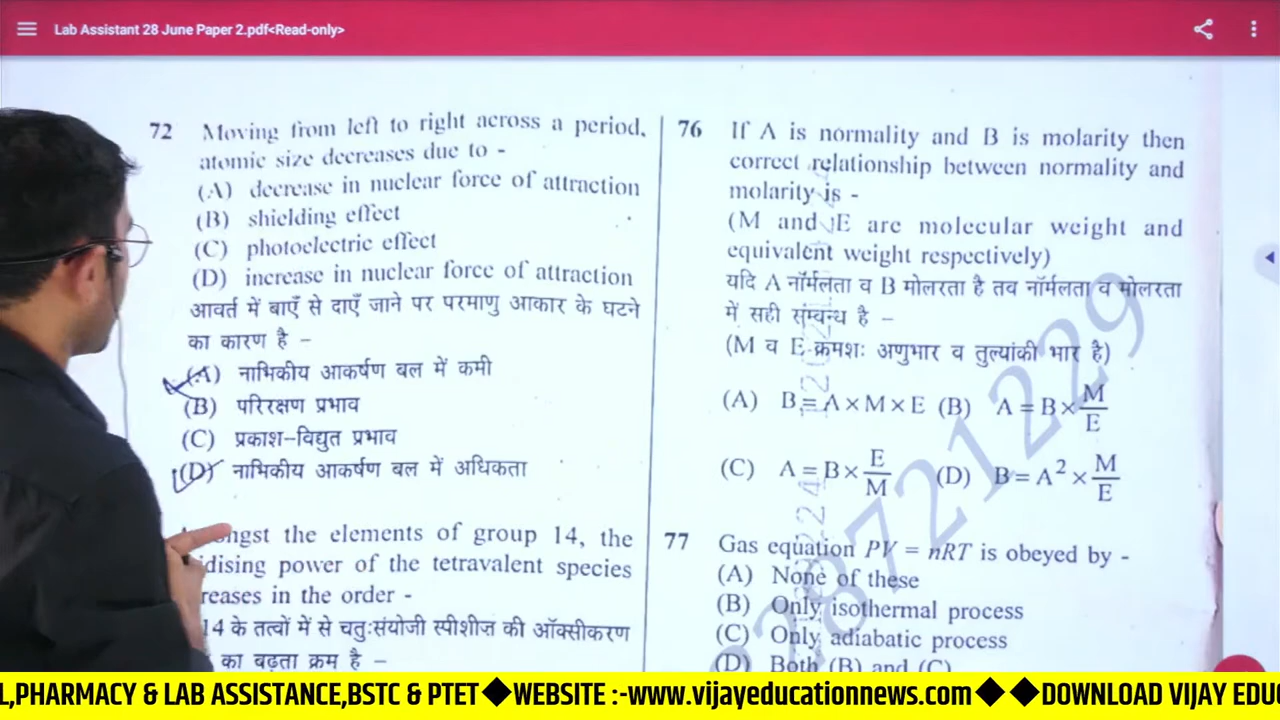 Lab Assistant 28 June Paper 2.pdf<Read-only>
72 Moving from left to right across a period,
atomic size decreases due to -
(A) decrease in nuclear force of attraction
(B) shielding effect
(C) photoelectric effect
(D) increase in nuclear force of attraction
आवर्त में बाएँ से दाएँ जाने पर परमाणु आकार के घटने
का कारण है –
(A) नाभिकीय आकर्षण बल में कमी
(B) परिरक्षण प्रभाव
(C) प्रकाश–विद्युत प्रभाव
(D) नाभिकीय आकर्षण बल में अधिकता
the elements of group 14, the
power of the tetravalent species
in the order -
14 के तत्वों में से चतुःसंयोजी स्पीशीज की ऑक्सीकरण
का बढ़ता क्रम है –
76 If A is normality and B is molarity then
correct relationship between normality and
molarity is -
(M and E are molecular weight and
equivalent weight respectively)
यदि A नॉर्मलता व B मोलरता है तब नॉर्मलता व मोलरता
में सही संम्बन्ध है –
(M व E क्रमशः अणुभार व तुल्यांकी भार है)
(A) B = A×M×E (B) A = B× M/E
(C) A = B× E/M (D) B = A² × M/E
77 Gas equation PV = nRT is obeyed by -
(A) None of these
(B) Only isothermal process
(C) Only adiabatic process
(D) Both (B) and (C)
28721229
L,PHARMACY & LAB ASSISTANCE,BSTC & PTET◆WEBSITE :-www.vijayeducationnews.com ◆ ◆DOWNLOAD VIJAY EDU